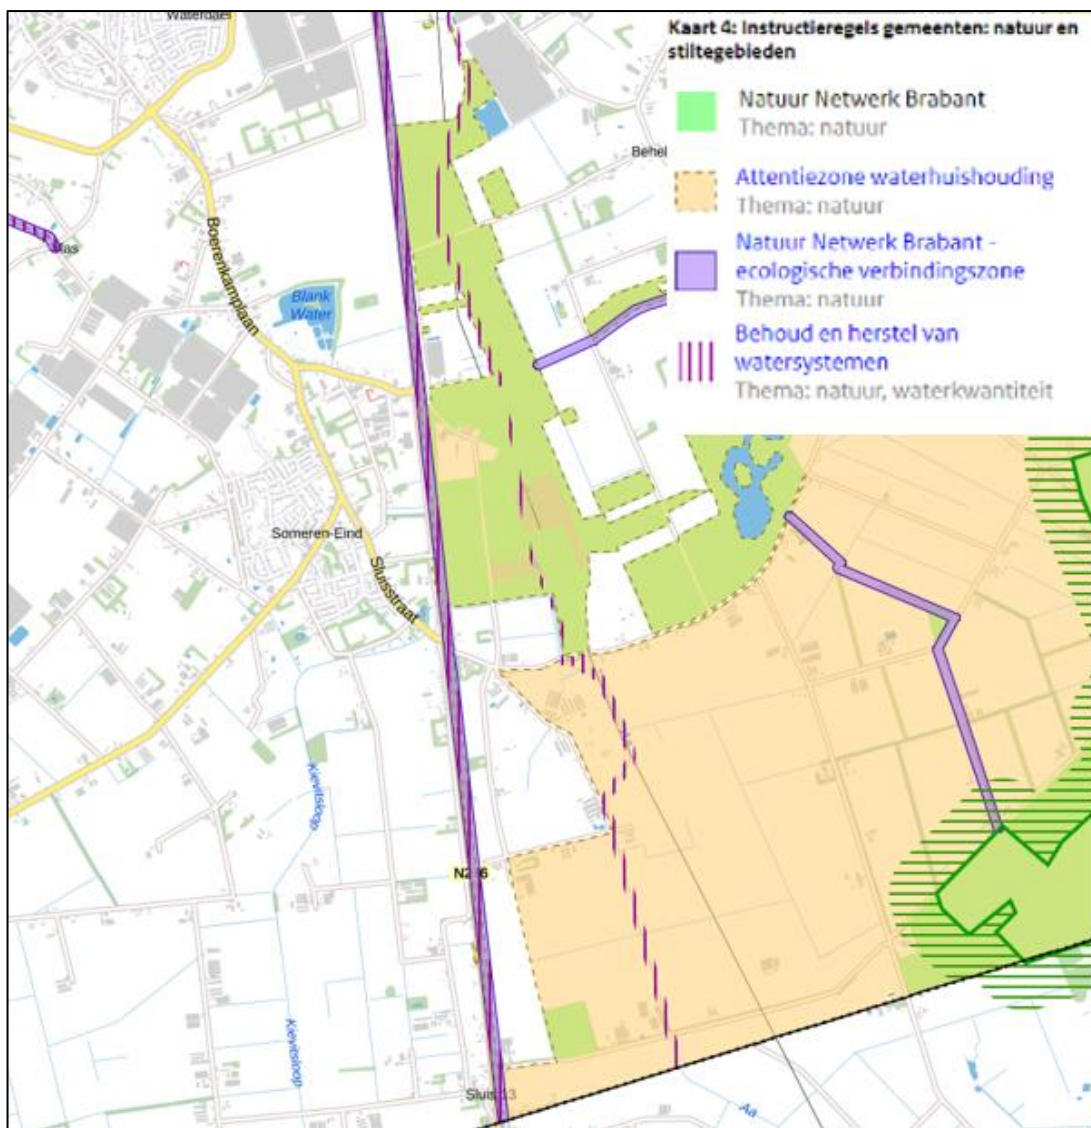 Waterdael
Kaart 4: Instructieregels gemeenten: natuur en
stiltegebieden
Natuur Netwerk Brabant
Thema: natuur
Behel
Attentiezone waterhuishouding
Thema: natuur
Natuur Netwerk Brabant -
ecologische verbindingszone
Thema: natuur
Behoud en herstel van
watersystemen
Thema: natuur, waterkwantiteit
Boerenkamplaan
Blank
Water
Someren-Eind
Sluisstraat
Kievitsloop
Kievitsloop
Aa